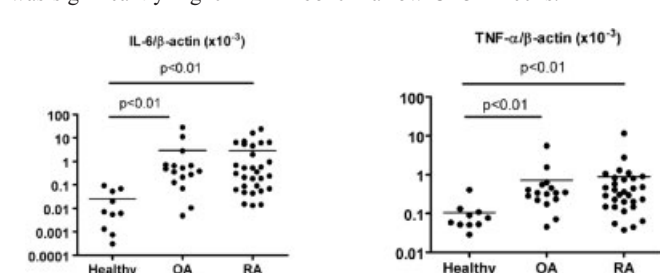 IL-6/β-actin (x10⁻³)
p<0.01
p<0.01
100
10
1
0.1
0.01
0.001
0.0001
Healthy OA RA
TNF-α/β-actin (x10⁻³)
p<0.01
p<0.01
100
10
1
0.1
0.01
Healthy OA RA